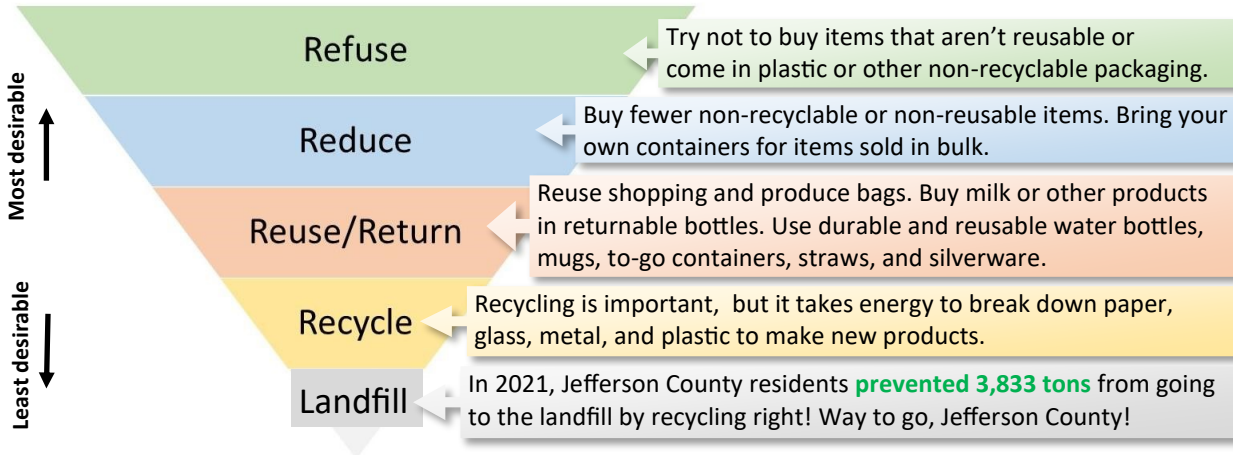 Refuse
Try not to buy items that aren't reusable or
come in plastic or other non-recyclable packaging.
Most desirable
Reduce
Buy fewer non-recyclable or non-reusable items. Bring your
own containers for items sold in bulk.
Reuse/Return
Reuse shopping and produce bags. Buy milk or other products
in returnable bottles. Use durable and reusable water bottles,
mugs, to-go containers, straws, and silverware.
Least desirable
Recycle
Recycling is important,  but it takes energy to break down paper,
glass, metal, and plastic to make new products.
Landfill
In 2021, Jefferson County residents prevented 3,833 tons from going
to the landfill by recycling right! Way to go, Jefferson County!